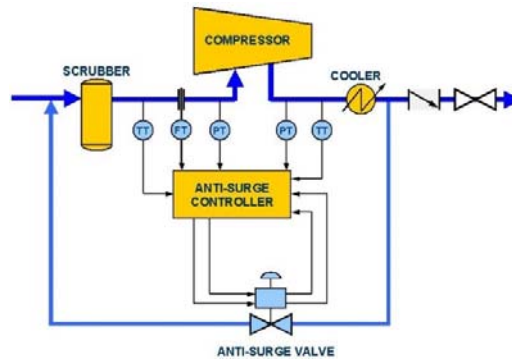 COMPRESSOR
SCRUBBER
COOLER
TT
FT
PT
PT
TT
ANTI-SURGE
CONTROLLER
ANTI-SURGE VALVE